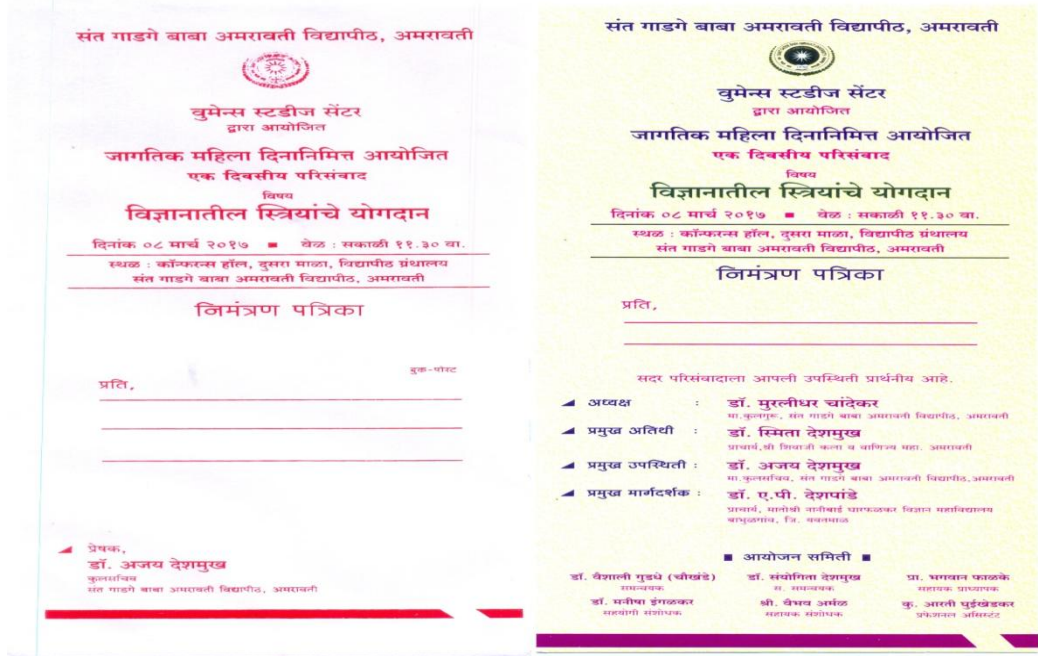 संत गाडगे बाबा अमरावती विद्यापीठ, अमरावती
वुमेन्स स्टडीज सेंटर
द्वारा आयोजित
जागतिक महिला दिनानिमित्त आयोजित
एक दिवसीय परिसंवाद
विषय
विज्ञानातील स्त्रियांचे योगदान
दिनांक ०८ मार्च २०१७ ■ वेळ : सकाळी ११.३० वा.
स्थळ : कॉन्फरन्स हॉल, दुसरा माळा, विद्यापीठ ग्रंथालय
संत गाडगे बाबा अमरावती विद्यापीठ, अमरावती
निमंत्रण पत्रिका
बुक-पोस्ट
प्रति,
प्रेषक,
डॉ. अजय देशमुख
कुलसचिव
संत गाडगे बाबा अमरावती विद्यापीठ, अमरावती
संत गाडगे बाबा अमरावती विद्यापीठ, अमरावती
वुमेन्स स्टडीज सेंटर
द्वारा आयोजित
जागतिक महिला दिनानिमित्त आयोजित
एक दिवसीय परिसंवाद
विषय
विज्ञानातील स्त्रियांचे योगदान
दिनांक ०८ मार्च २०१७ ■ वेळ : सकाळी ११.३० वा.
स्थळ : कॉन्फरन्स हॉल, दुसरा माळा, विद्यापीठ ग्रंथालय
संत गाडगे बाबा अमरावती विद्यापीठ, अमरावती
निमंत्रण पत्रिका
प्रति,
सदर परिसंवादाला आपली उपस्थिती प्रार्थनीय आहे.
अध्यक्ष : डॉ. मुरलीधर चांदेकर
मा.कुलगुरू, संत गाडगे बाबा अमरावती विद्यापीठ, अमरावती
प्रमुख अतिथी : डॉ. स्मिता देशमुख
प्राचार्य,श्री शिवाजी कला व वाणिज्य महा. अमरावती
प्रमुख उपस्थिती : डॉ. अजय देशमुख
मा.कुलसचिव, संत गाडगे बाबा अमरावती विद्यापीठ,अमरावती
प्रमुख मार्गदर्शक : डॉ. ए.पी. देशपांडे
प्राचार्य, मातोश्री नानीबाई घारफळकर विज्ञान महाविद्यालय
बाभुळगांव, जि. यवतमाळ
■ आयोजन समिती ■
डॉ. वैशाली गुडधे (चौखंडे) डॉ. संयोगिता देशमुख प्रा. भगवान फाळके
समन्वयक स. समन्वयक सहायक प्राध्यापक
डॉ. मनीषा इंगळकर श्री. वैभव अर्मळ कु. आरती घुईखेडकर
सहयोगी संशोधक सहायक संशोधक प्रोफेशनल असिस्टंट